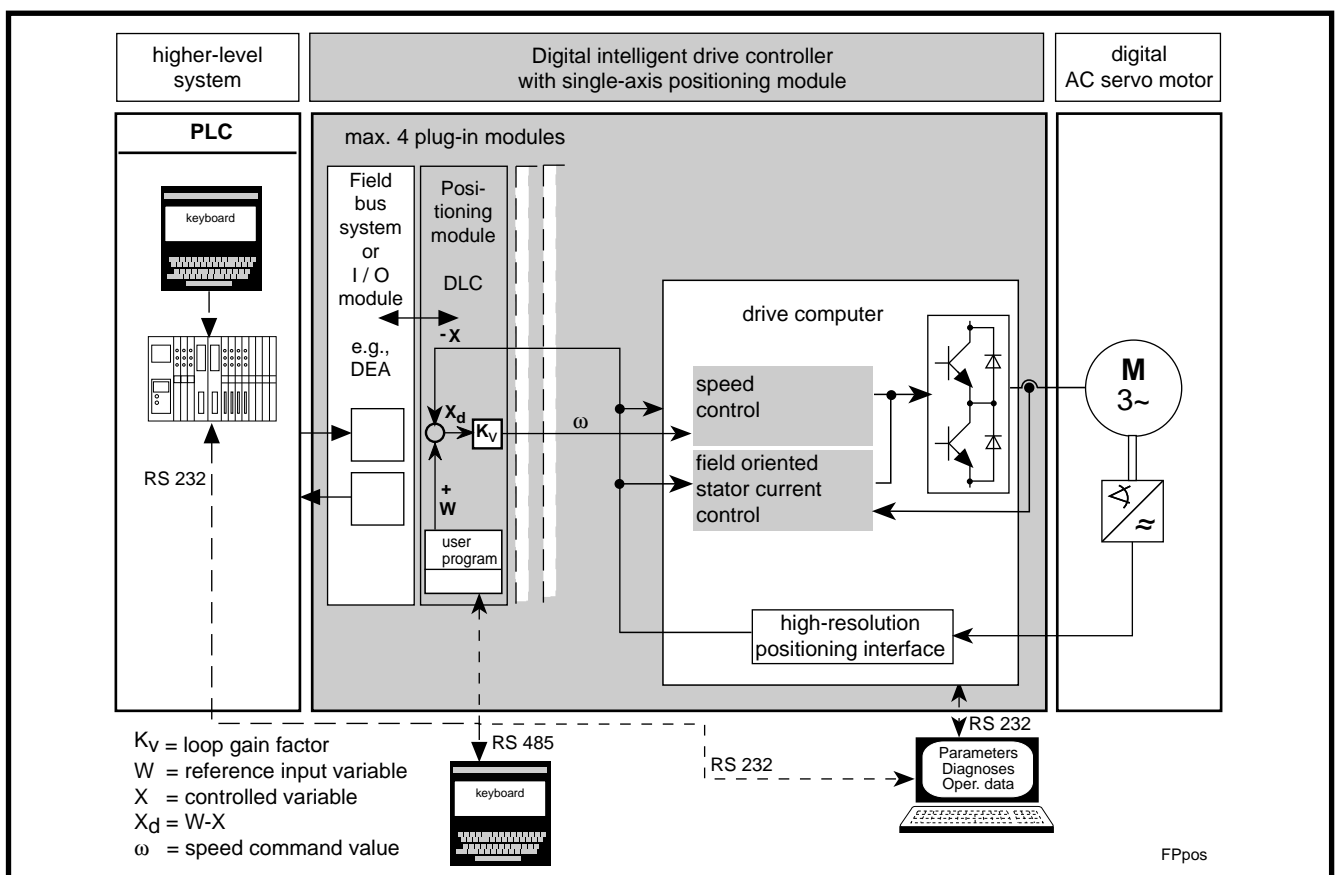 higher-level
system
Digital intelligent drive controller
with single-axis positioning module
digital
AC servo motor
PLC
max. 4 plug-in modules
keyboard
RS 232
Field
bus
system
or
I / O
module
e.g.,
DEA
Posi-
tioning
module
DLC
- X
Xd
KV
+
W
user
program
ω
drive computer
speed
control
field oriented
stator current
control
high-resolution
positioning interface
M
3~
≈
RS 485
keyboard
RS 232
RS 232
Parameters
Diagnoses
Oper. data
KV = loop gain factor
W = reference input variable
X = controlled variable
Xd = W-X
ω = speed command value
FPpos